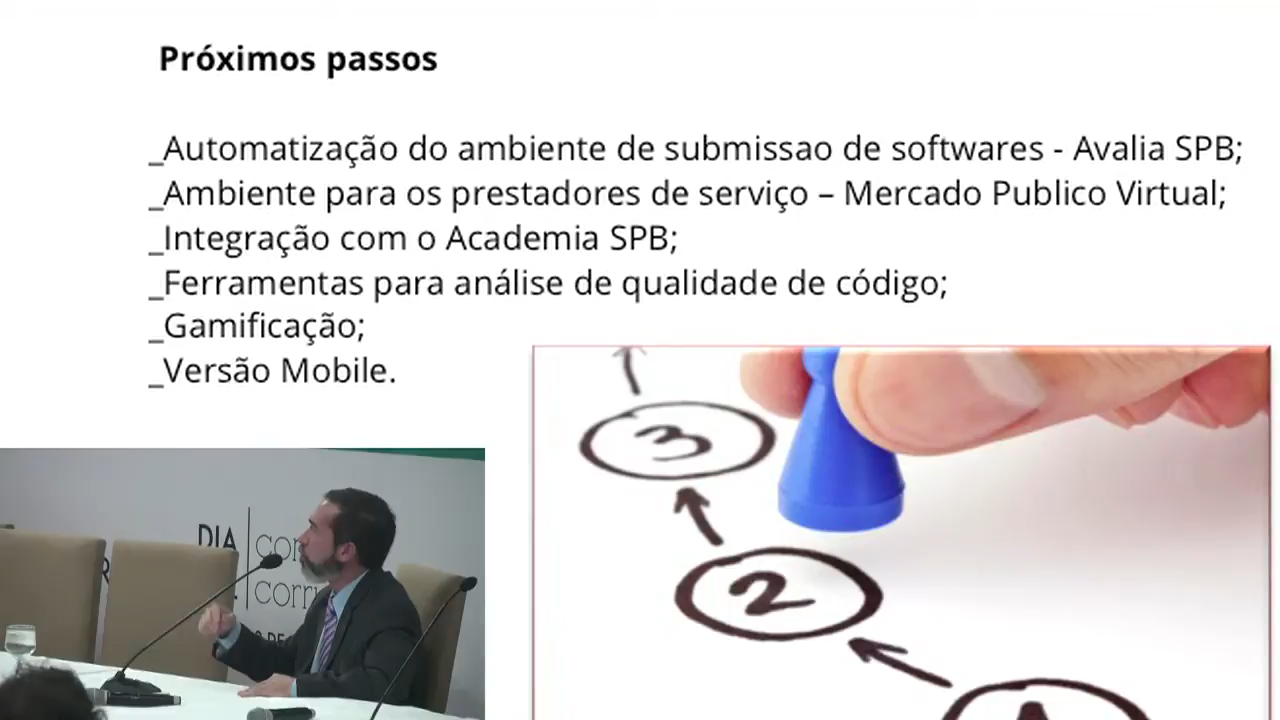 Próximos passos
_Automatização do ambiente de submissao de softwares - Avalia SPB;
_Ambiente para os prestadores de serviço – Mercado Publico Virtual;
_Integração com o Academia SPB;
_Ferramentas para análise de qualidade de código;
_Gamificação;
_Versão Mobile.
3
2
DIA